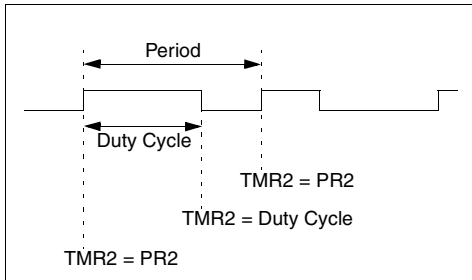 Period
Duty Cycle
TMR2 = PR2
TMR2 = Duty Cycle
TMR2 = PR2